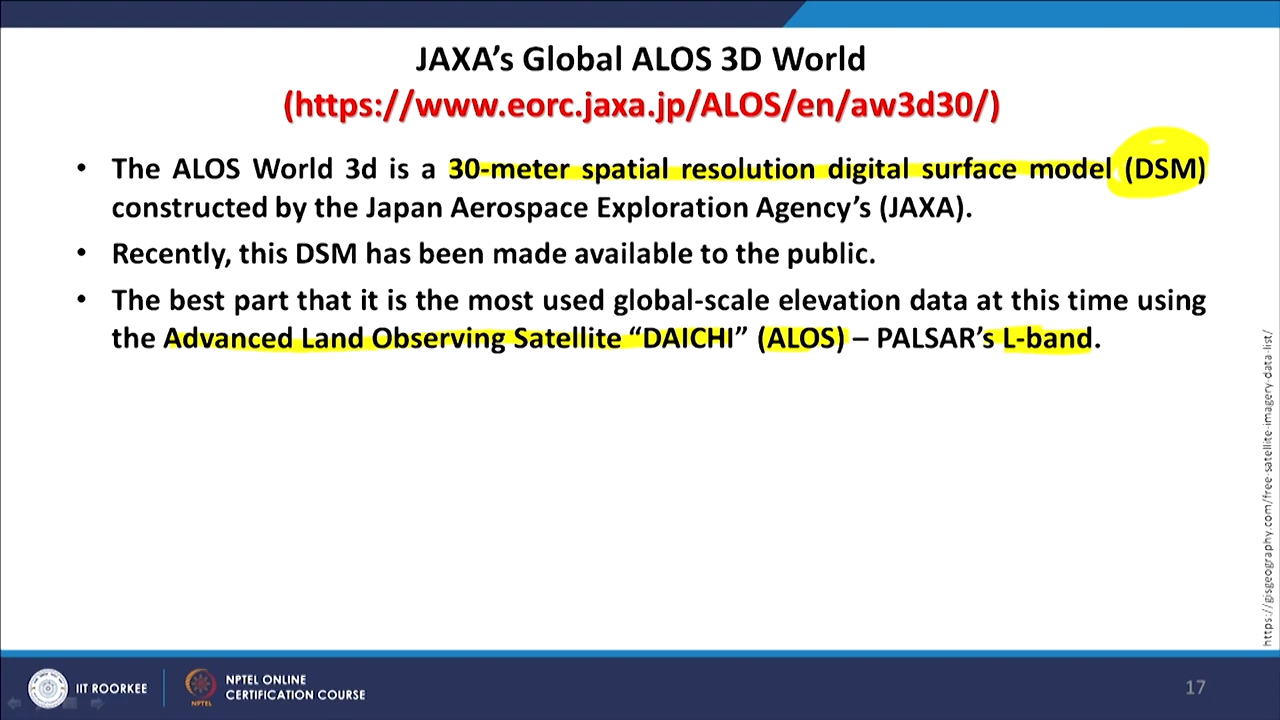 JAXA’s Global ALOS 3D World
(https://www.eorc.jaxa.jp/ALOS/en/aw3d30/)
• The ALOS World 3d is a 30-meter spatial resolution digital surface model (DSM)
constructed by the Japan Aerospace Exploration Agency’s (JAXA).
• Recently, this DSM has been made available to the public.
• The best part that it is the most used global-scale elevation data at this time using
the Advanced Land Observing Satellite “DAICHI” (ALOS) – PALSAR’s L-band.
https://gisgeography.com/free-satellite-imagery-data-list/
IIT ROORKEE
NPTEL
NPTEL ONLINE
CERTIFICATION COURSE
17